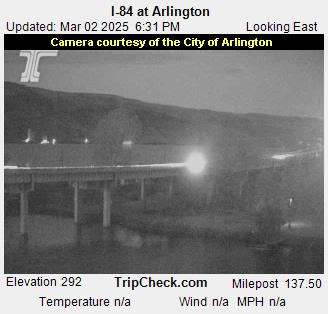 I-84 at Arlington
Updated: Mar 02 2025 6:31 PM Looking East
Camera courtesy of the City of Arlington
Elevation 292 TripCheck.com Milepost 137.50
Temperature n/a Wind n/a MPH n/a